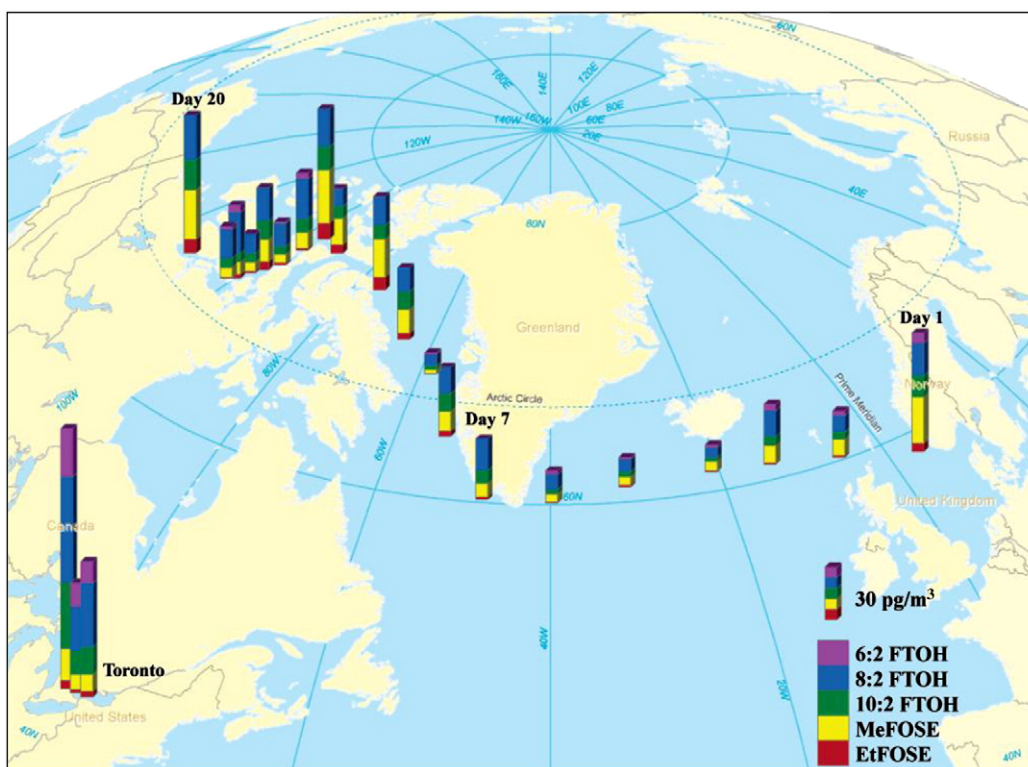 60N
180E
160E
140E
120E
Day 20
140W
160W
100E
80E
60E
20E
120W
Russia
40E
80N
Greenland
Day 1
80W
Prime Meridian
Norway
100W
Arctic Circle
Day 7
60W
60N
United Kingdom
Canada
30 pg/m³
40W
6:2 FTOH
Toronto
8:2 FTOH
20W
10:2 FTOH
United States
MeFOSE
40N
EtFOSE
40N